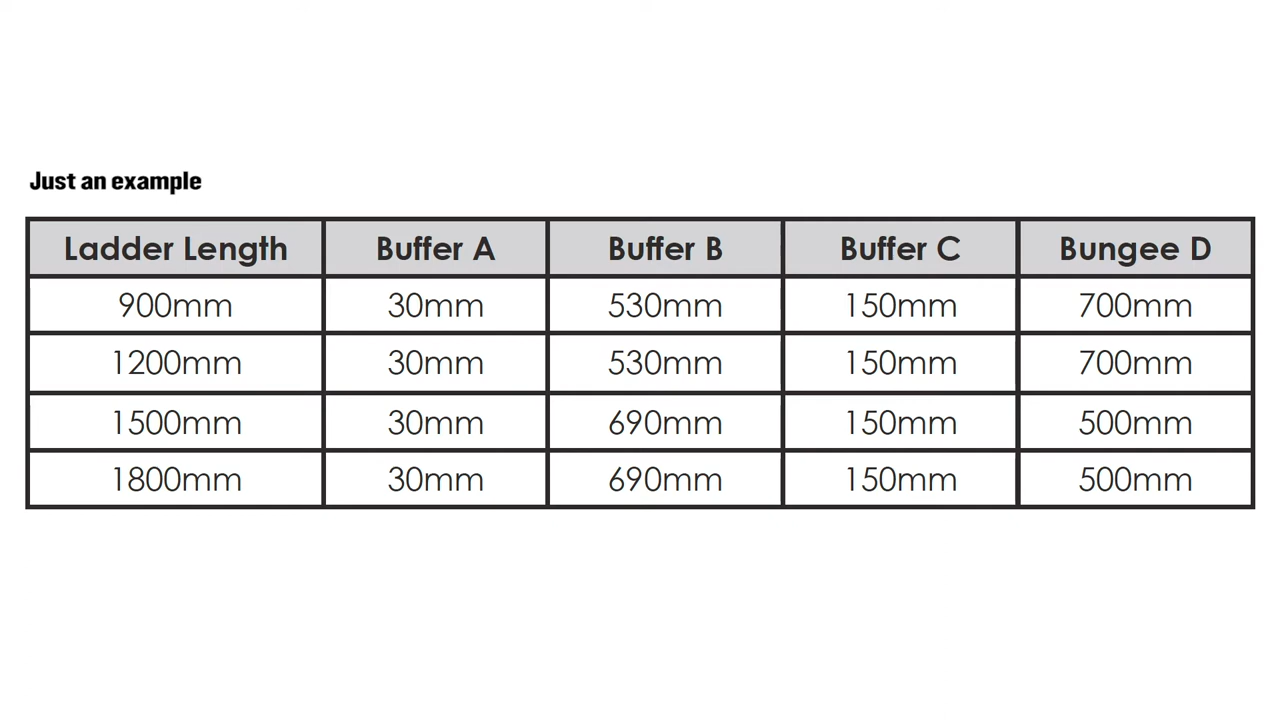 Just an example
Ladder Length Buffer A Buffer B Buffer C Bungee D
900mm 30mm 530mm 150mm 700mm
1200mm 30mm 530mm 150mm 700mm
1500mm 30mm 690mm 150mm 500mm
1800mm 30mm 690mm 150mm 500mm